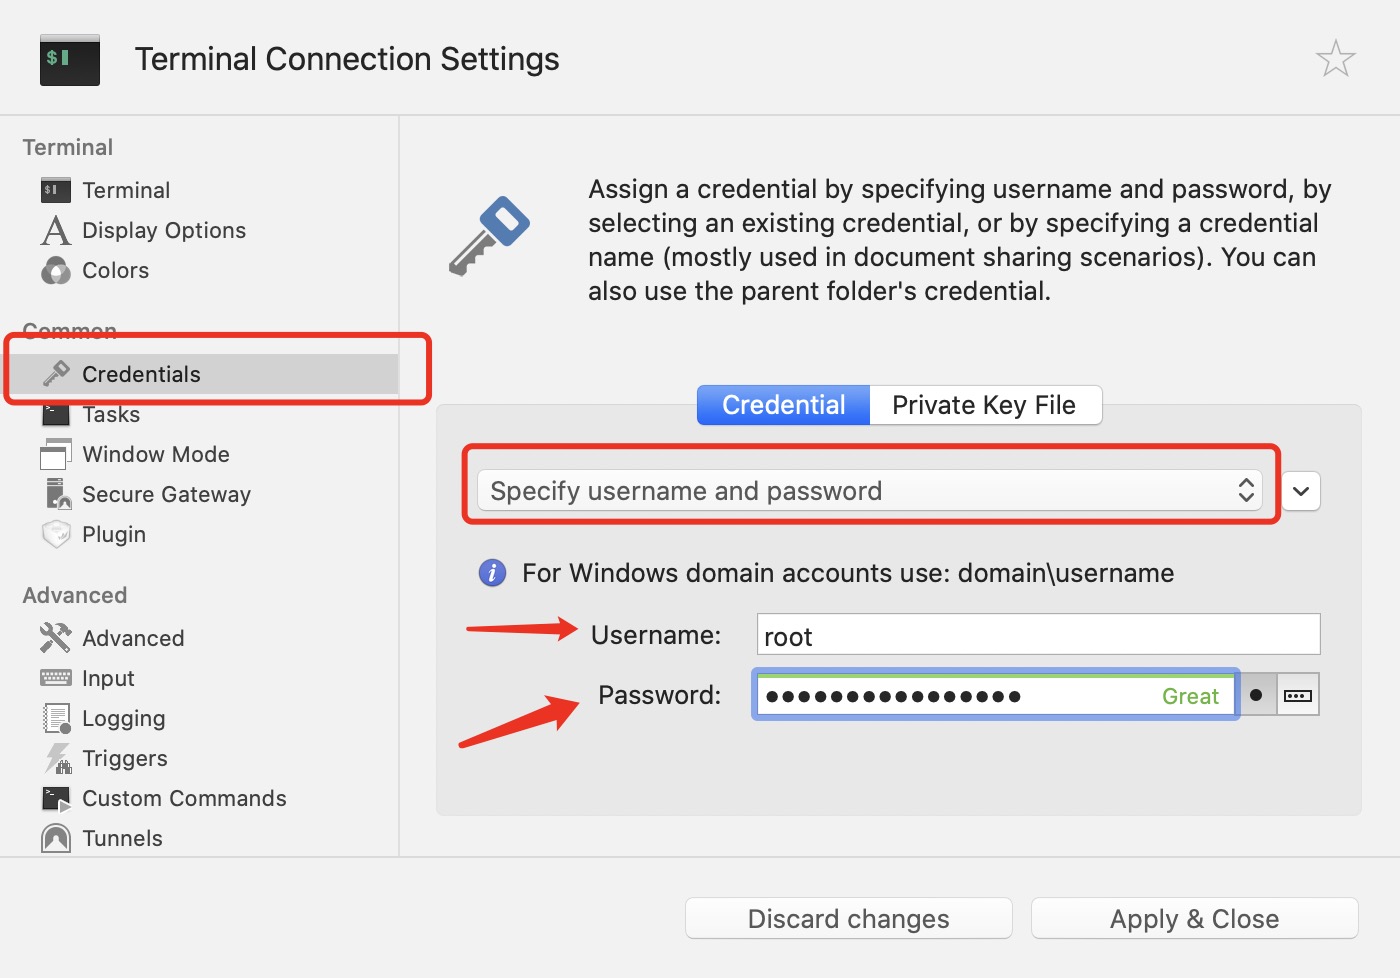 Terminal Connection Settings
Terminal
Terminal
Display Options
Colors
Common
Credentials
Tasks
Window Mode
Secure Gateway
Plugin
Advanced
Advanced
Input
Logging
Triggers
Custom Commands
Tunnels
Assign a credential by specifying username and password, by
selecting an existing credential, or by specifying a credential
name (mostly used in document sharing scenarios). You can
also use the parent folder's credential.
Credential
Private Key File
Specify username and password
For Windows domain accounts use: domain\username
Username:
root
Password:
●●●●●●●●●●●●●●●●
Great
Discard changes
Apply & Close